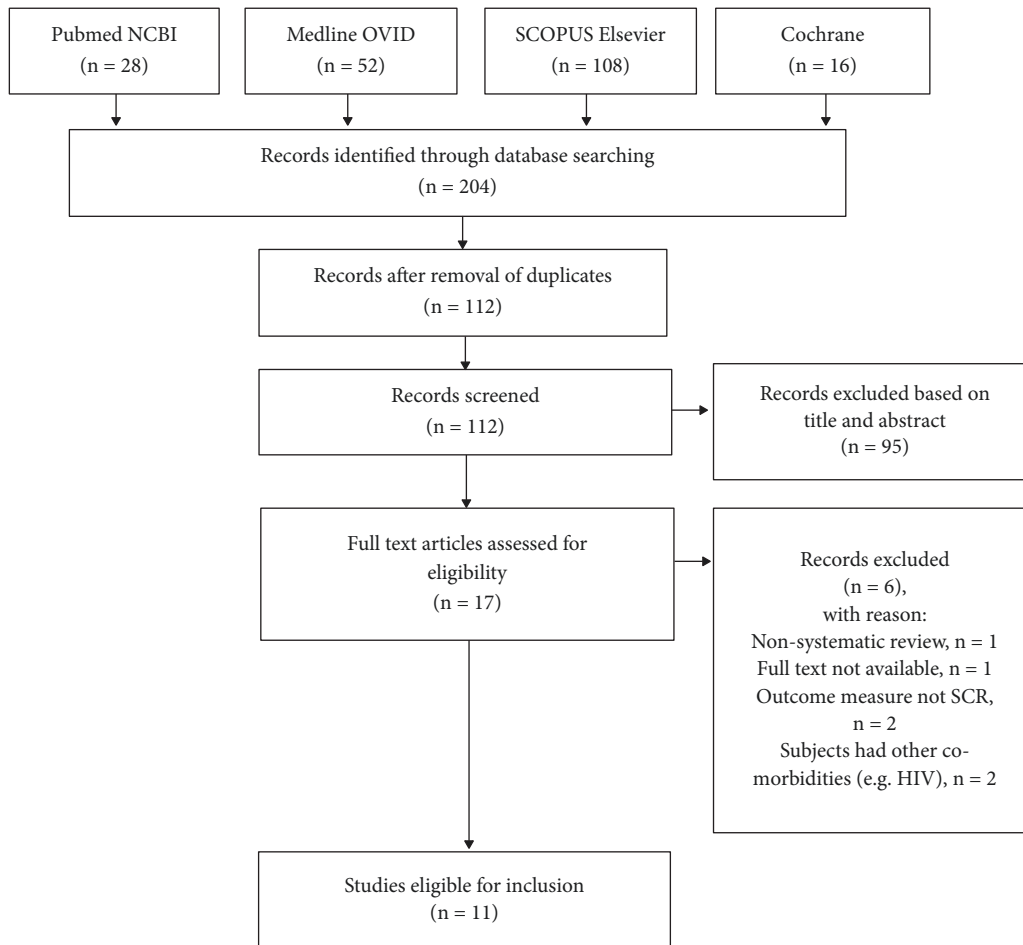 Pubmed NCBI
(n = 28)
Medline OVID
(n = 52)
SCOPUS Elsevier
(n = 108)
Cochrane
(n = 16)
Records identified through database searching
(n = 204)
Records after removal of duplicates
(n = 112)
Records screened
(n = 112)
Records excluded based on
title and abstract
(n = 95)
Full text articles assessed for
eligibility
(n = 17)
Records excluded
(n = 6),
with reason:
Non-systematic review, n = 1
Full text not available, n = 1
Outcome measure not SCR,
n = 2
Subjects had other co-
morbidities (e.g. HIV), n = 2
Studies eligible for inclusion
(n = 11)